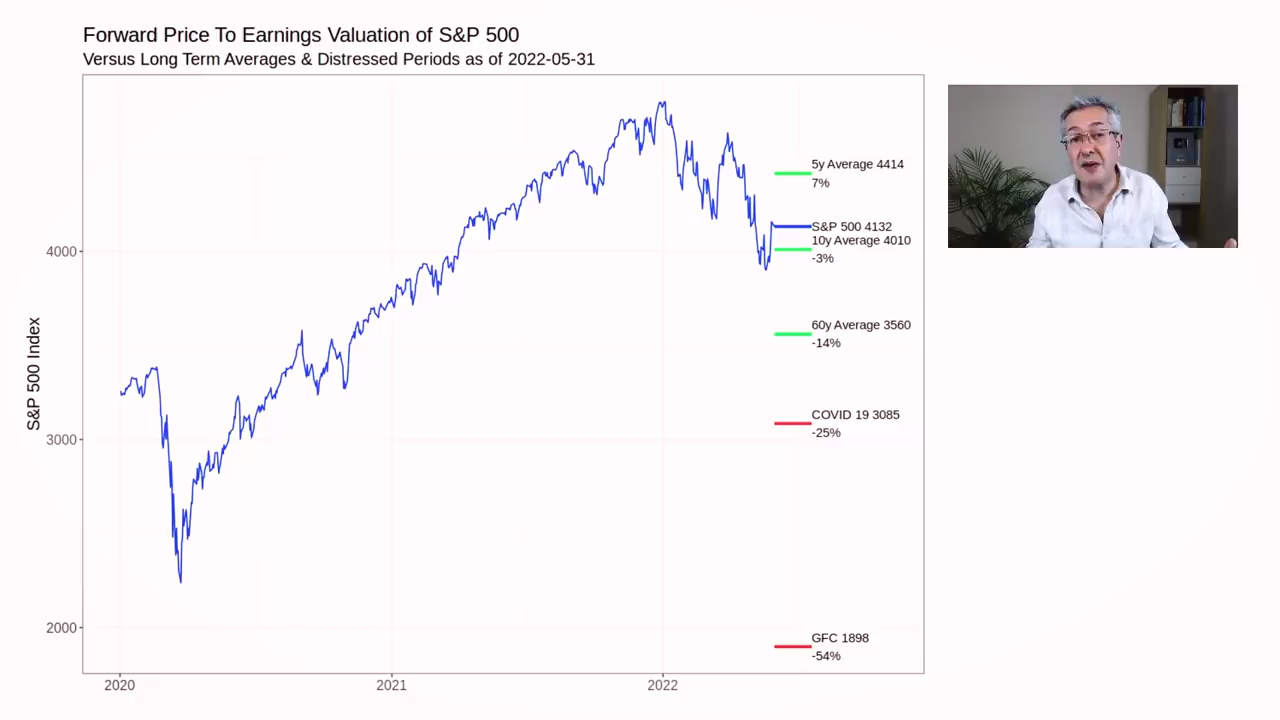 Forward Price To Earnings Valuation of S&P 500
Versus Long Term Averages & Distressed Periods as of 2022-05-31
S&P 500 Index
4000
3000
2000
2020
2021
2022
5y Average 4414
7%
S&P 500 4132
10y Average 4010
-3%
60y Average 3560
-14%
COVID 19 3085
-25%
GFC 1898
-54%